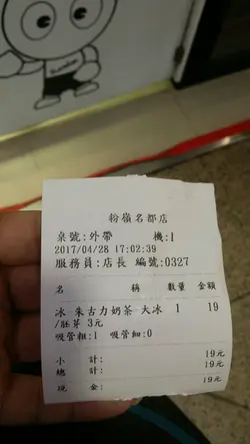 粉嶺名都店
桌號:外帶 機:1
2017/04/28 17:02:39
服務員:店長 編號:0327
名 稱 數量 金額
冰 朱古力奶茶 大冰 1 19
/胚芽 3元
吸管粗:1 吸管細:0
小 計: 19元
總 計: 19元
現 金: 19元